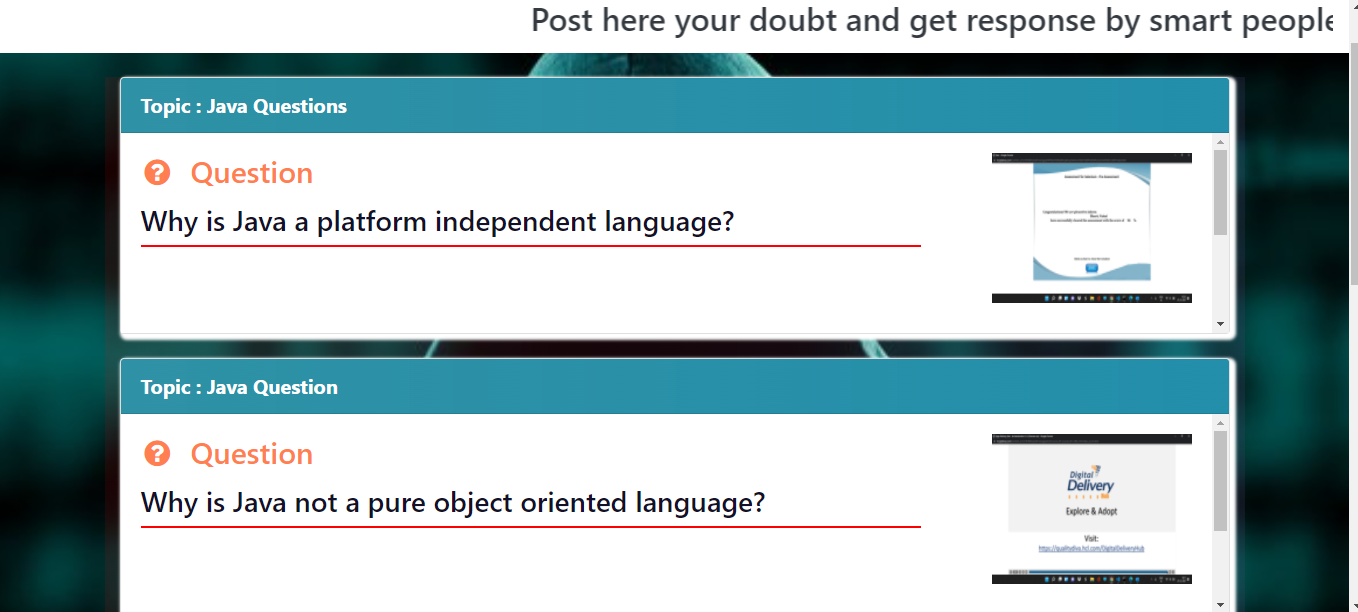 Post here your doubt and get response by smart people
Topic : Java Questions
Question
Why is Java a platform independent language?
Topic : Java Question
Question
Why is Java not a pure object oriented language?
Digital
Delivery
Explore & Adopt
Visit: